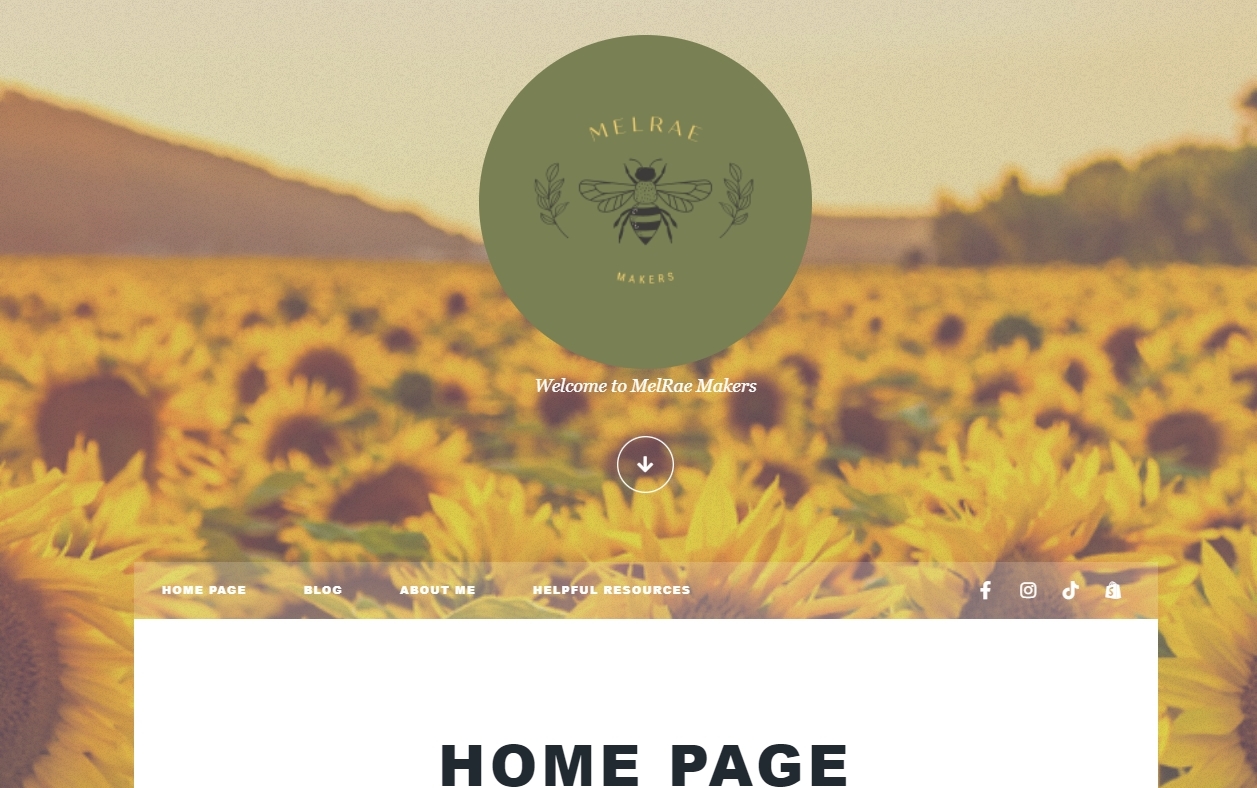 MELRAE
MAKERS
Welcome to MelRae Makers
HOME PAGE
BLOG
ABOUT ME
HELPFUL RESOURCES
HOME PAGE